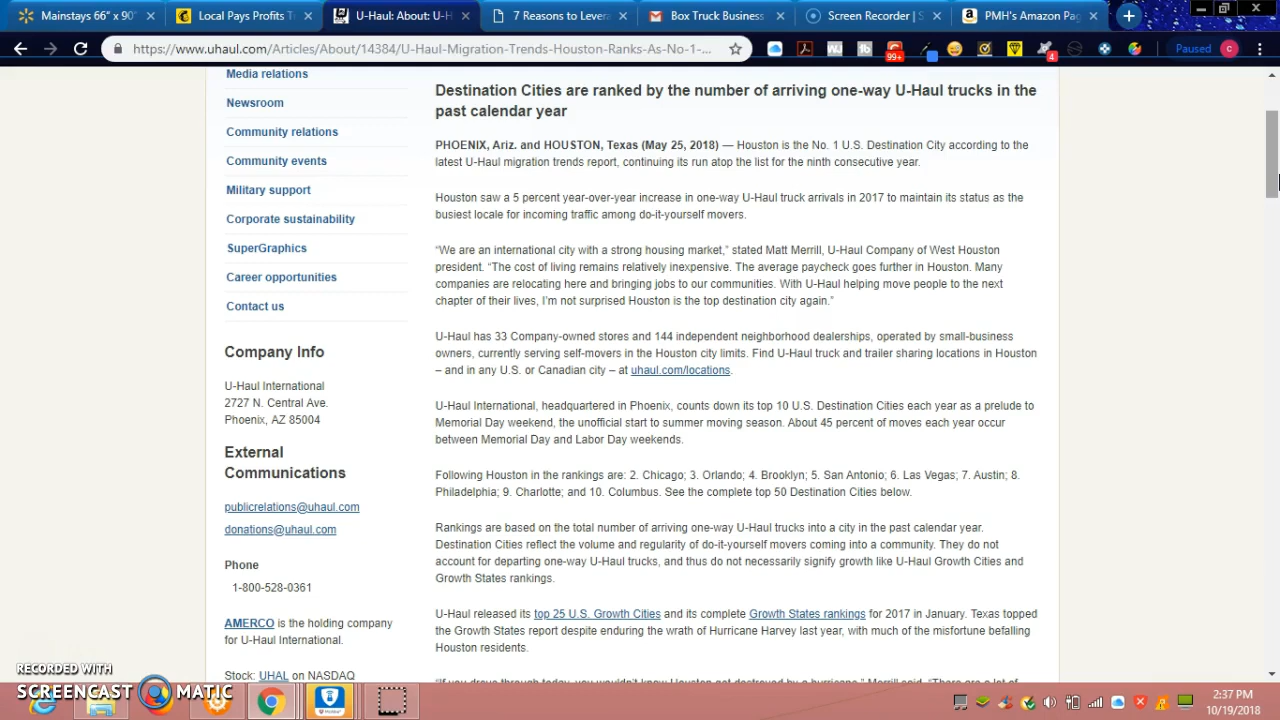 Mainstays 66" x 90"
Local Pays Profits T
U-Haul: About: U-H
7 Reasons to Levera
Box Truck Business
Screen Recorder | S
PMH's Amazon Pag
https://www.uhaul.com/Articles/About/14384/U-Haul-Migration-Trends-Houston-Ranks-As-No-1-...
99+
4
Paused
c
Media relations
Newsroom
Community relations
Community events
Military support
Corporate sustainability
SuperGraphics
Career opportunities
Contact us
Company Info
U-Haul International
2727 N. Central Ave.
Phoenix, AZ 85004
External
Communications
publicrelations@uhaul.com
donations@uhaul.com
Phone
1-800-528-0361
AMERCO is the holding company
for U-Haul International.
Stock: UHAL on NASDAQ
Destination Cities are ranked by the number of arriving one-way U-Haul trucks in the
past calendar year
PHOENIX, Ariz. and HOUSTON, Texas (May 25, 2018) — Houston is the No. 1 U.S. Destination City according to the
latest U-Haul migration trends report, continuing its run atop the list for the ninth consecutive year.
Houston saw a 5 percent year-over-year increase in one-way U-Haul truck arrivals in 2017 to maintain its status as the
busiest locale for incoming traffic among do-it-yourself movers.
“We are an international city with a strong housing market,” stated Matt Merrill, U-Haul Company of West Houston
president. “The cost of living remains relatively inexpensive. The average paycheck goes further in Houston. Many
companies are relocating here and bringing jobs to our communities. With U-Haul helping move people to the next
chapter of their lives, I’m not surprised Houston is the top destination city again.”
U-Haul has 33 Company-owned stores and 144 independent neighborhood dealerships, operated by small-business
owners, currently serving self-movers in the Houston city limits. Find U-Haul truck and trailer sharing locations in Houston
– and in any U.S. or Canadian city – at uhaul.com/locations.
U-Haul International, headquartered in Phoenix, counts down its top 10 U.S. Destination Cities each year as a prelude to
Memorial Day weekend, the unofficial start to summer moving season. About 45 percent of moves each year occur
between Memorial Day and Labor Day weekends.
Following Houston in the rankings are: 2. Chicago; 3. Orlando; 4. Brooklyn; 5. San Antonio; 6. Las Vegas; 7. Austin; 8.
Philadelphia; 9. Charlotte; and 10. Columbus. See the complete top 50 Destination Cities below.
Rankings are based on the total number of arriving one-way U-Haul trucks into a city in the past calendar year.
Destination Cities reflect the volume and regularity of do-it-yourself movers coming into a community. They do not
account for departing one-way U-Haul trucks, and thus do not necessarily signify growth like U-Haul Growth Cities and
Growth States rankings.
U-Haul released its top 25 U.S. Growth Cities and its complete Growth States rankings for 2017 in January. Texas topped
the Growth States report despite enduring the wrath of Hurricane Harvey last year, with much of the misfortune befalling
Houston residents.
“If you drove through today, you wouldn’t know Houston got destroyed by a hurricane,” Merrill said. “There are a lot of
RECORDED WITH
SCREENCAST MATIC
2:37 PM
10/19/2018